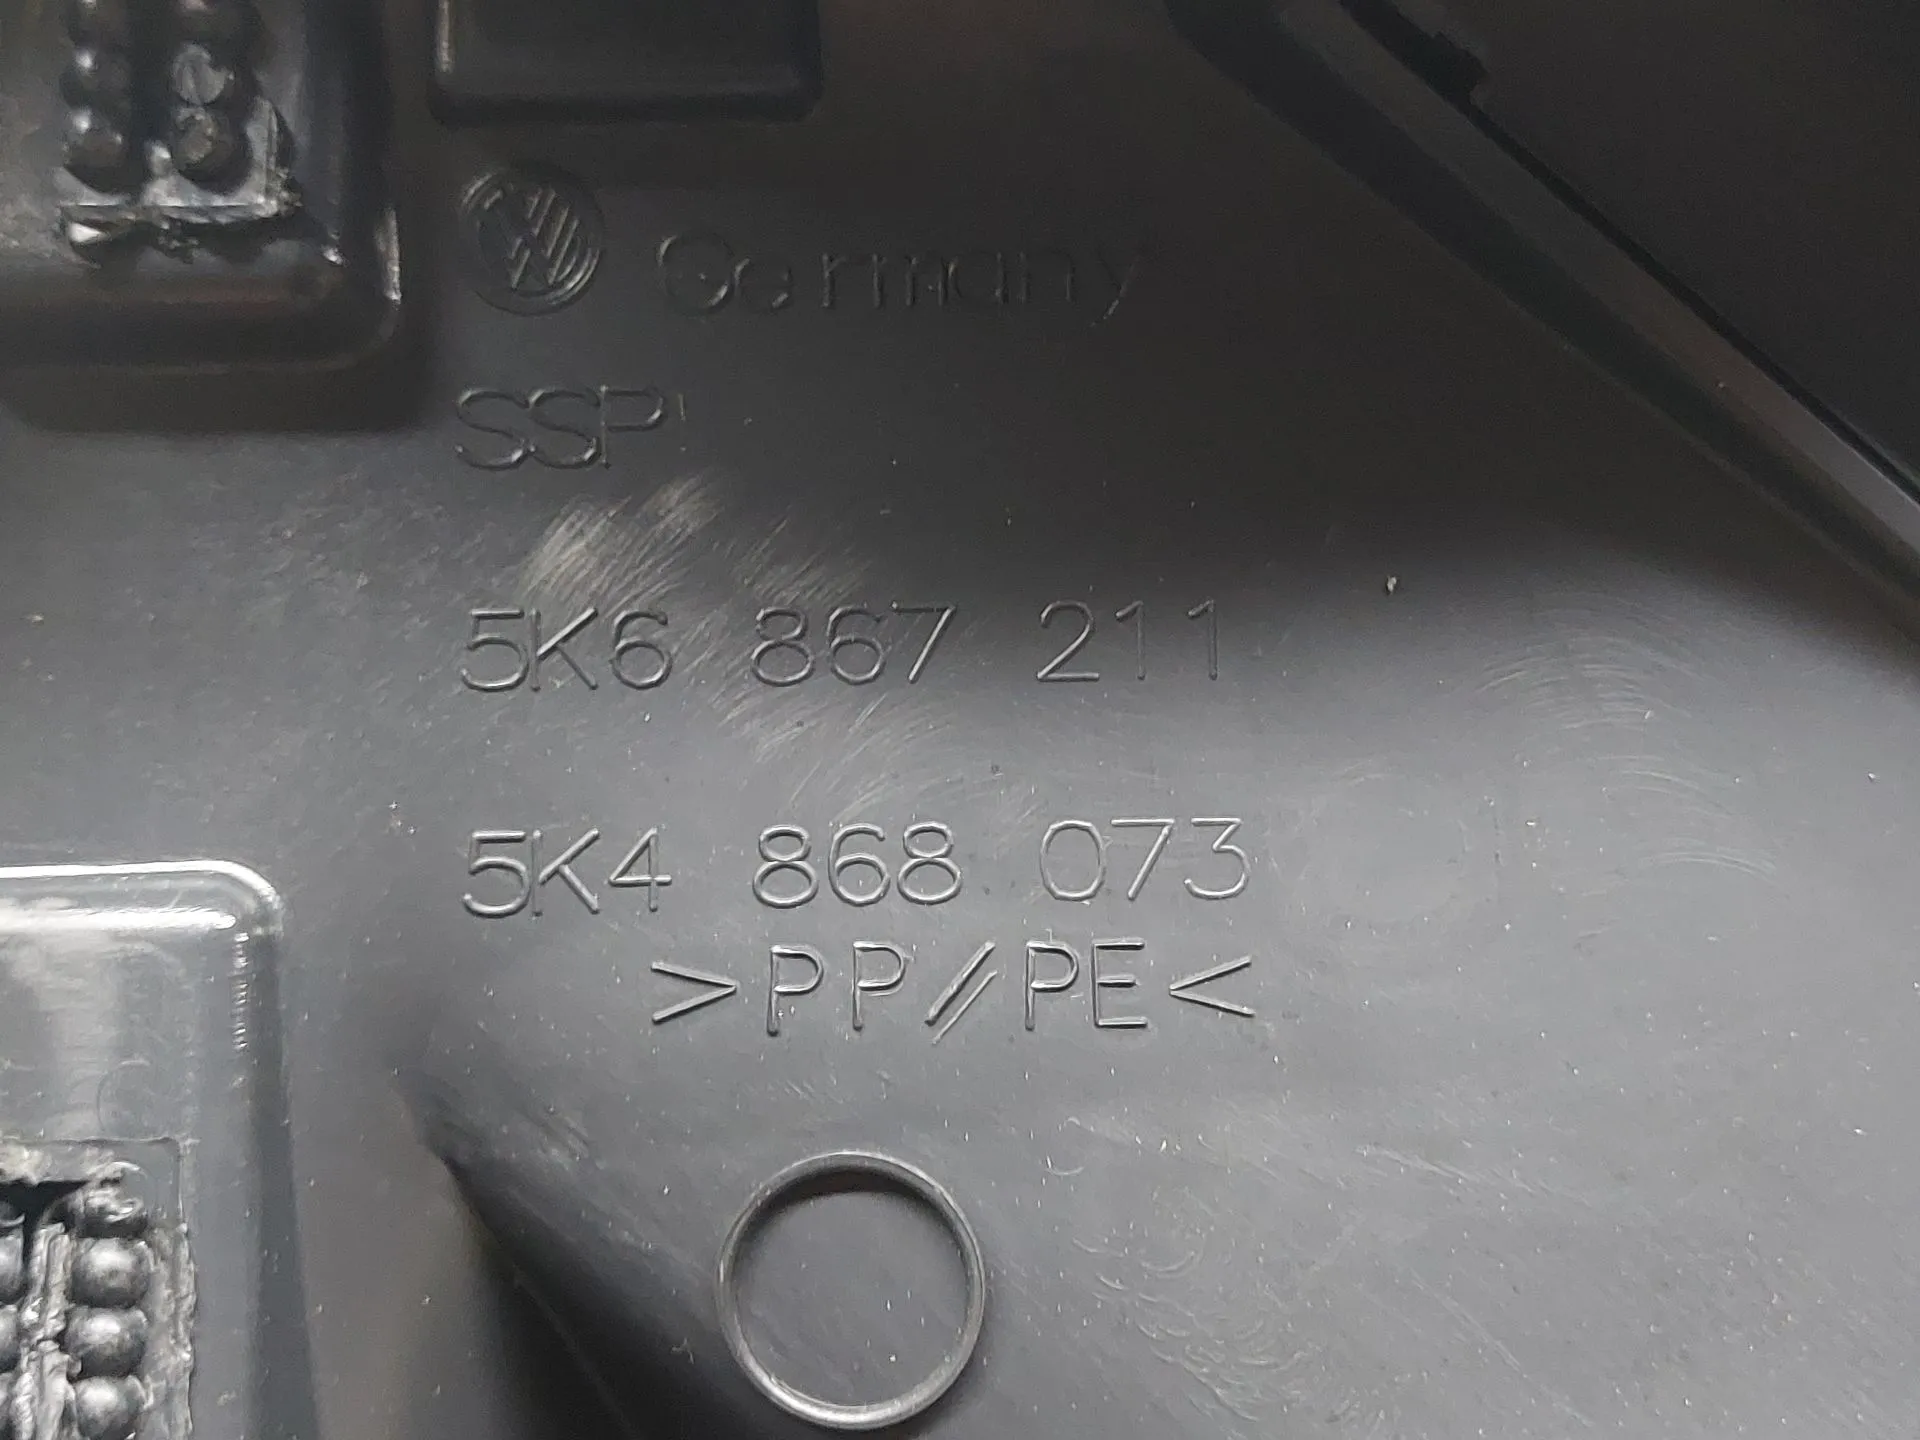 Germany
SSP
5K6 867 211
5K4 868 073
>PP//PE<